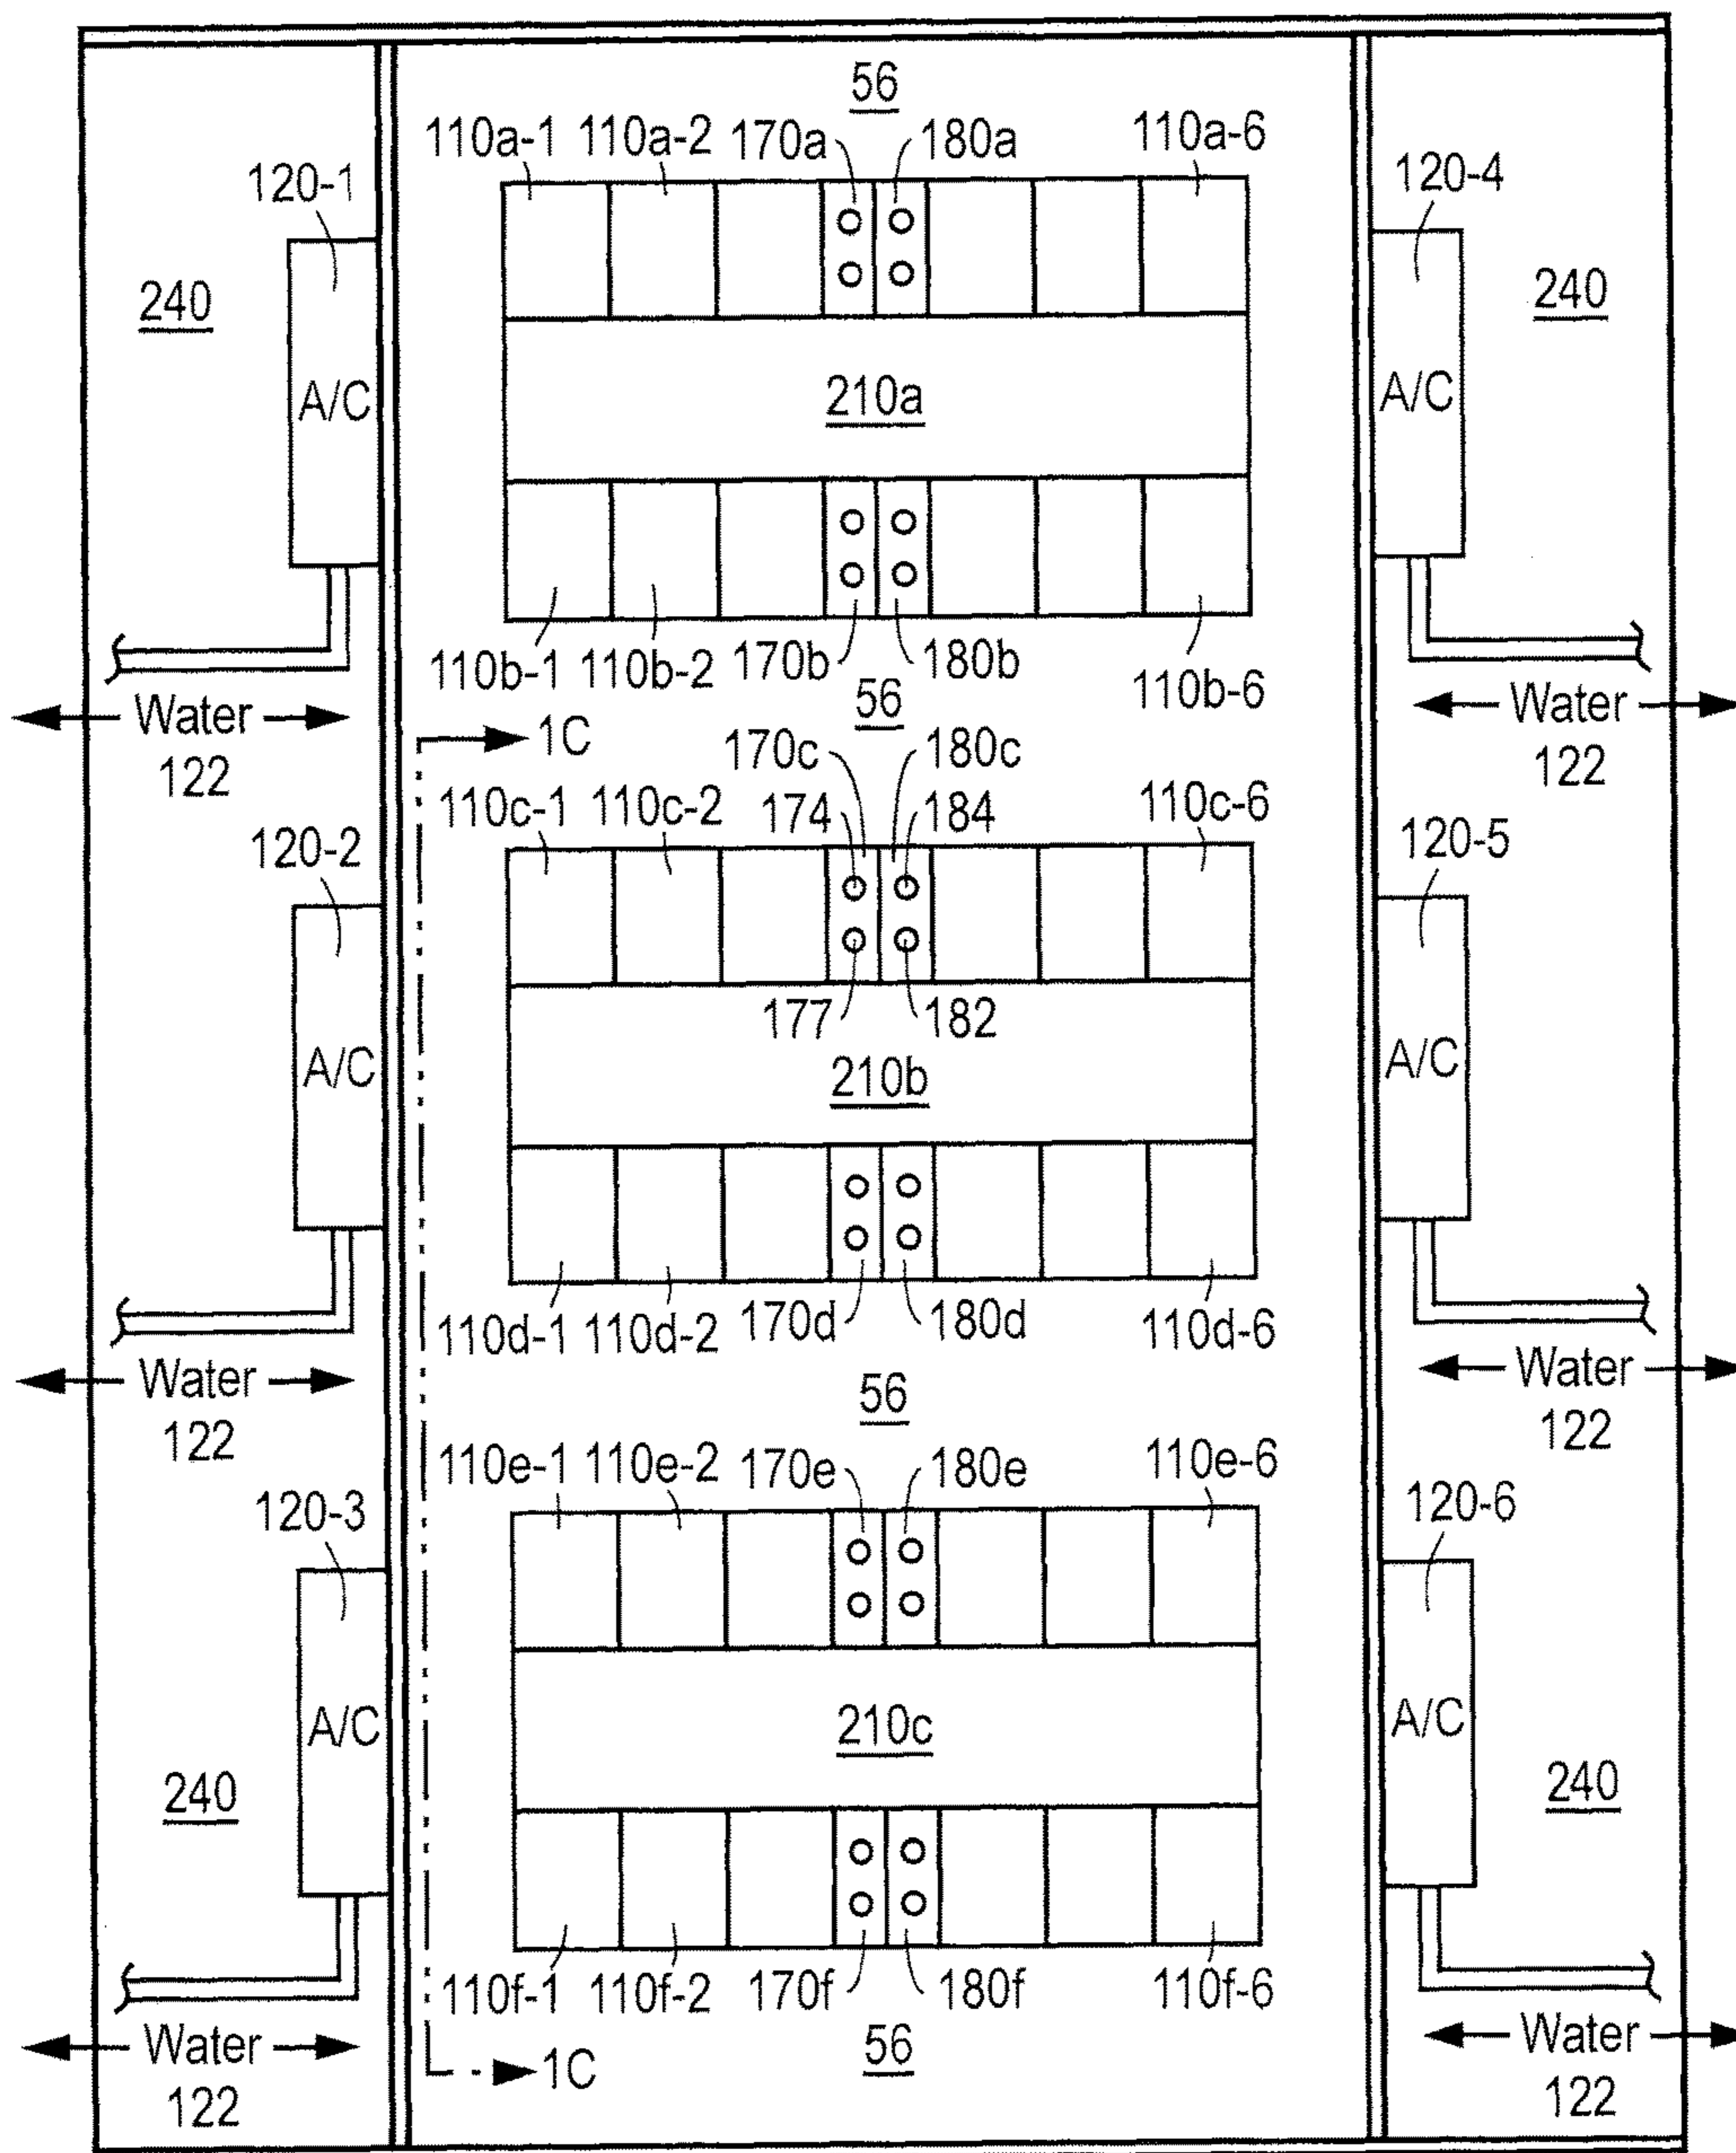 56
110a-1 110a-2 170a 180a 110a-6
120-1 120-4
240 240
A/C A/C
210a
110b-1 110b-2 170b 180b 110b-6
56
Water Water
122 122
1C
170c 180c
110c-1 110c-2 174 184 110c-6
120-2 120-5
177 182
A/C A/C
210b
110d-1 110d-2 170d 180d 110d-6
Water Water
122 122
56
110e-1 110e-2 170e 180e 110e-6
120-3 120-6
A/C A/C
210c
240 240
110f-1 110f-2 170f 180f 110f-6
Water Water
122 122
56
1C